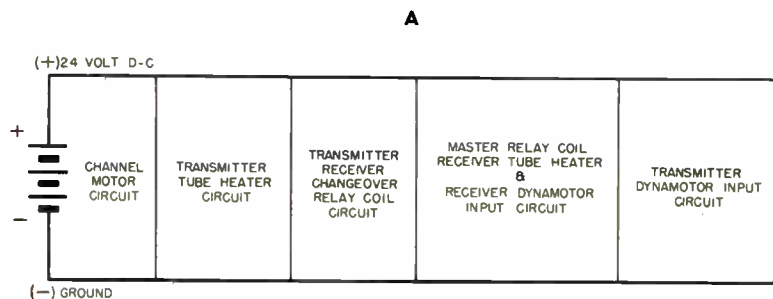 A
(+)24 VOLT D-C
+
-
CHANNEL
MOTOR
CIRCUIT
TRANSMITTER
TUBE HEATER
CIRCUIT
TRANSMITTER
RECEIVER
CHANGEOVER
RELAY COIL
CIRCUIT
MASTER RELAY COIL
RECEIVER TUBE HEATER
&
RECEIVER DYNAMOTOR
INPUT CIRCUIT
TRANSMITTER
DYNAMOTOR INPUT
CIRCUIT
(-) GROUND